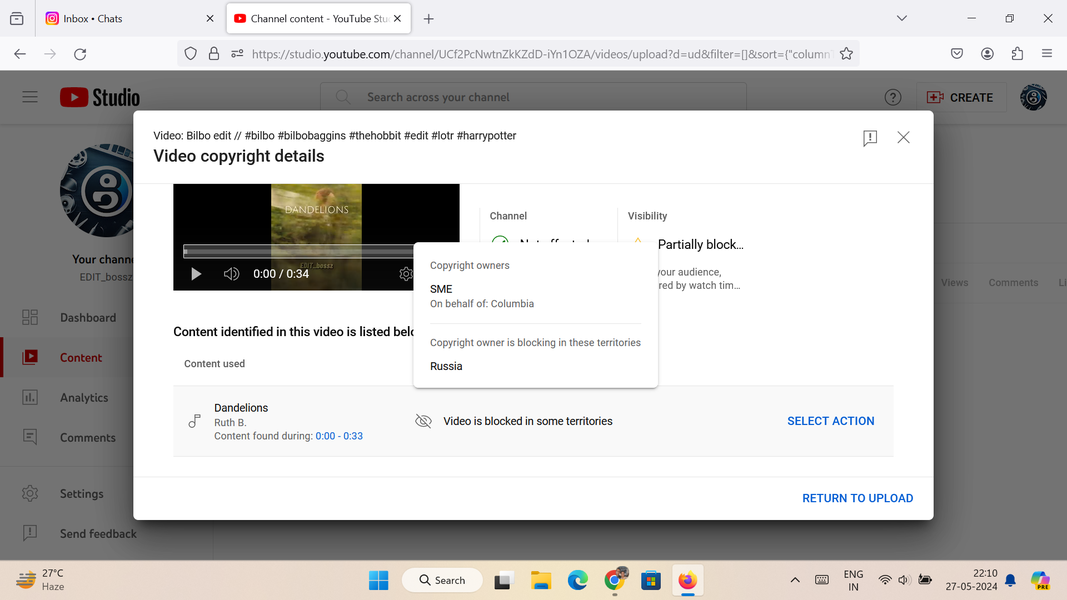 Inbox • Chats
Channel content - YouTube Stu
https://studio.youtube.com/channel/UCf2PcNwtnZkKZdD-iYn1OZA/videos/upload?d=ud&filter=[]&sort={"column
Studio
Search across your channel
CREATE
Video: Bilbo edit // #bilbo #bilbobaggins #thehobbit #edit #lotr #harrypotter
Video copyright details
DANDELIONS
EDIT_bossz
0:00 / 0:34
Channel
Visibility
Partially block...
your audience,
red by watch tim...
Copyright owners
SME
On behalf of: Columbia
Copyright owner is blocking in these territories
Russia
Content identified in this video is listed belo
Content used
Dandelions
Ruth B.
Content found during: 0:00 - 0:33
Video is blocked in some territories
SELECT ACTION
RETURN TO UPLOAD
Your chann
EDIT_bossz
Dashboard
Content
Analytics
Comments
Settings
Send feedback
Views
Comments
Li
27°C
Haze
Search
PRE
ENG
IN
22:10
27-05-2024